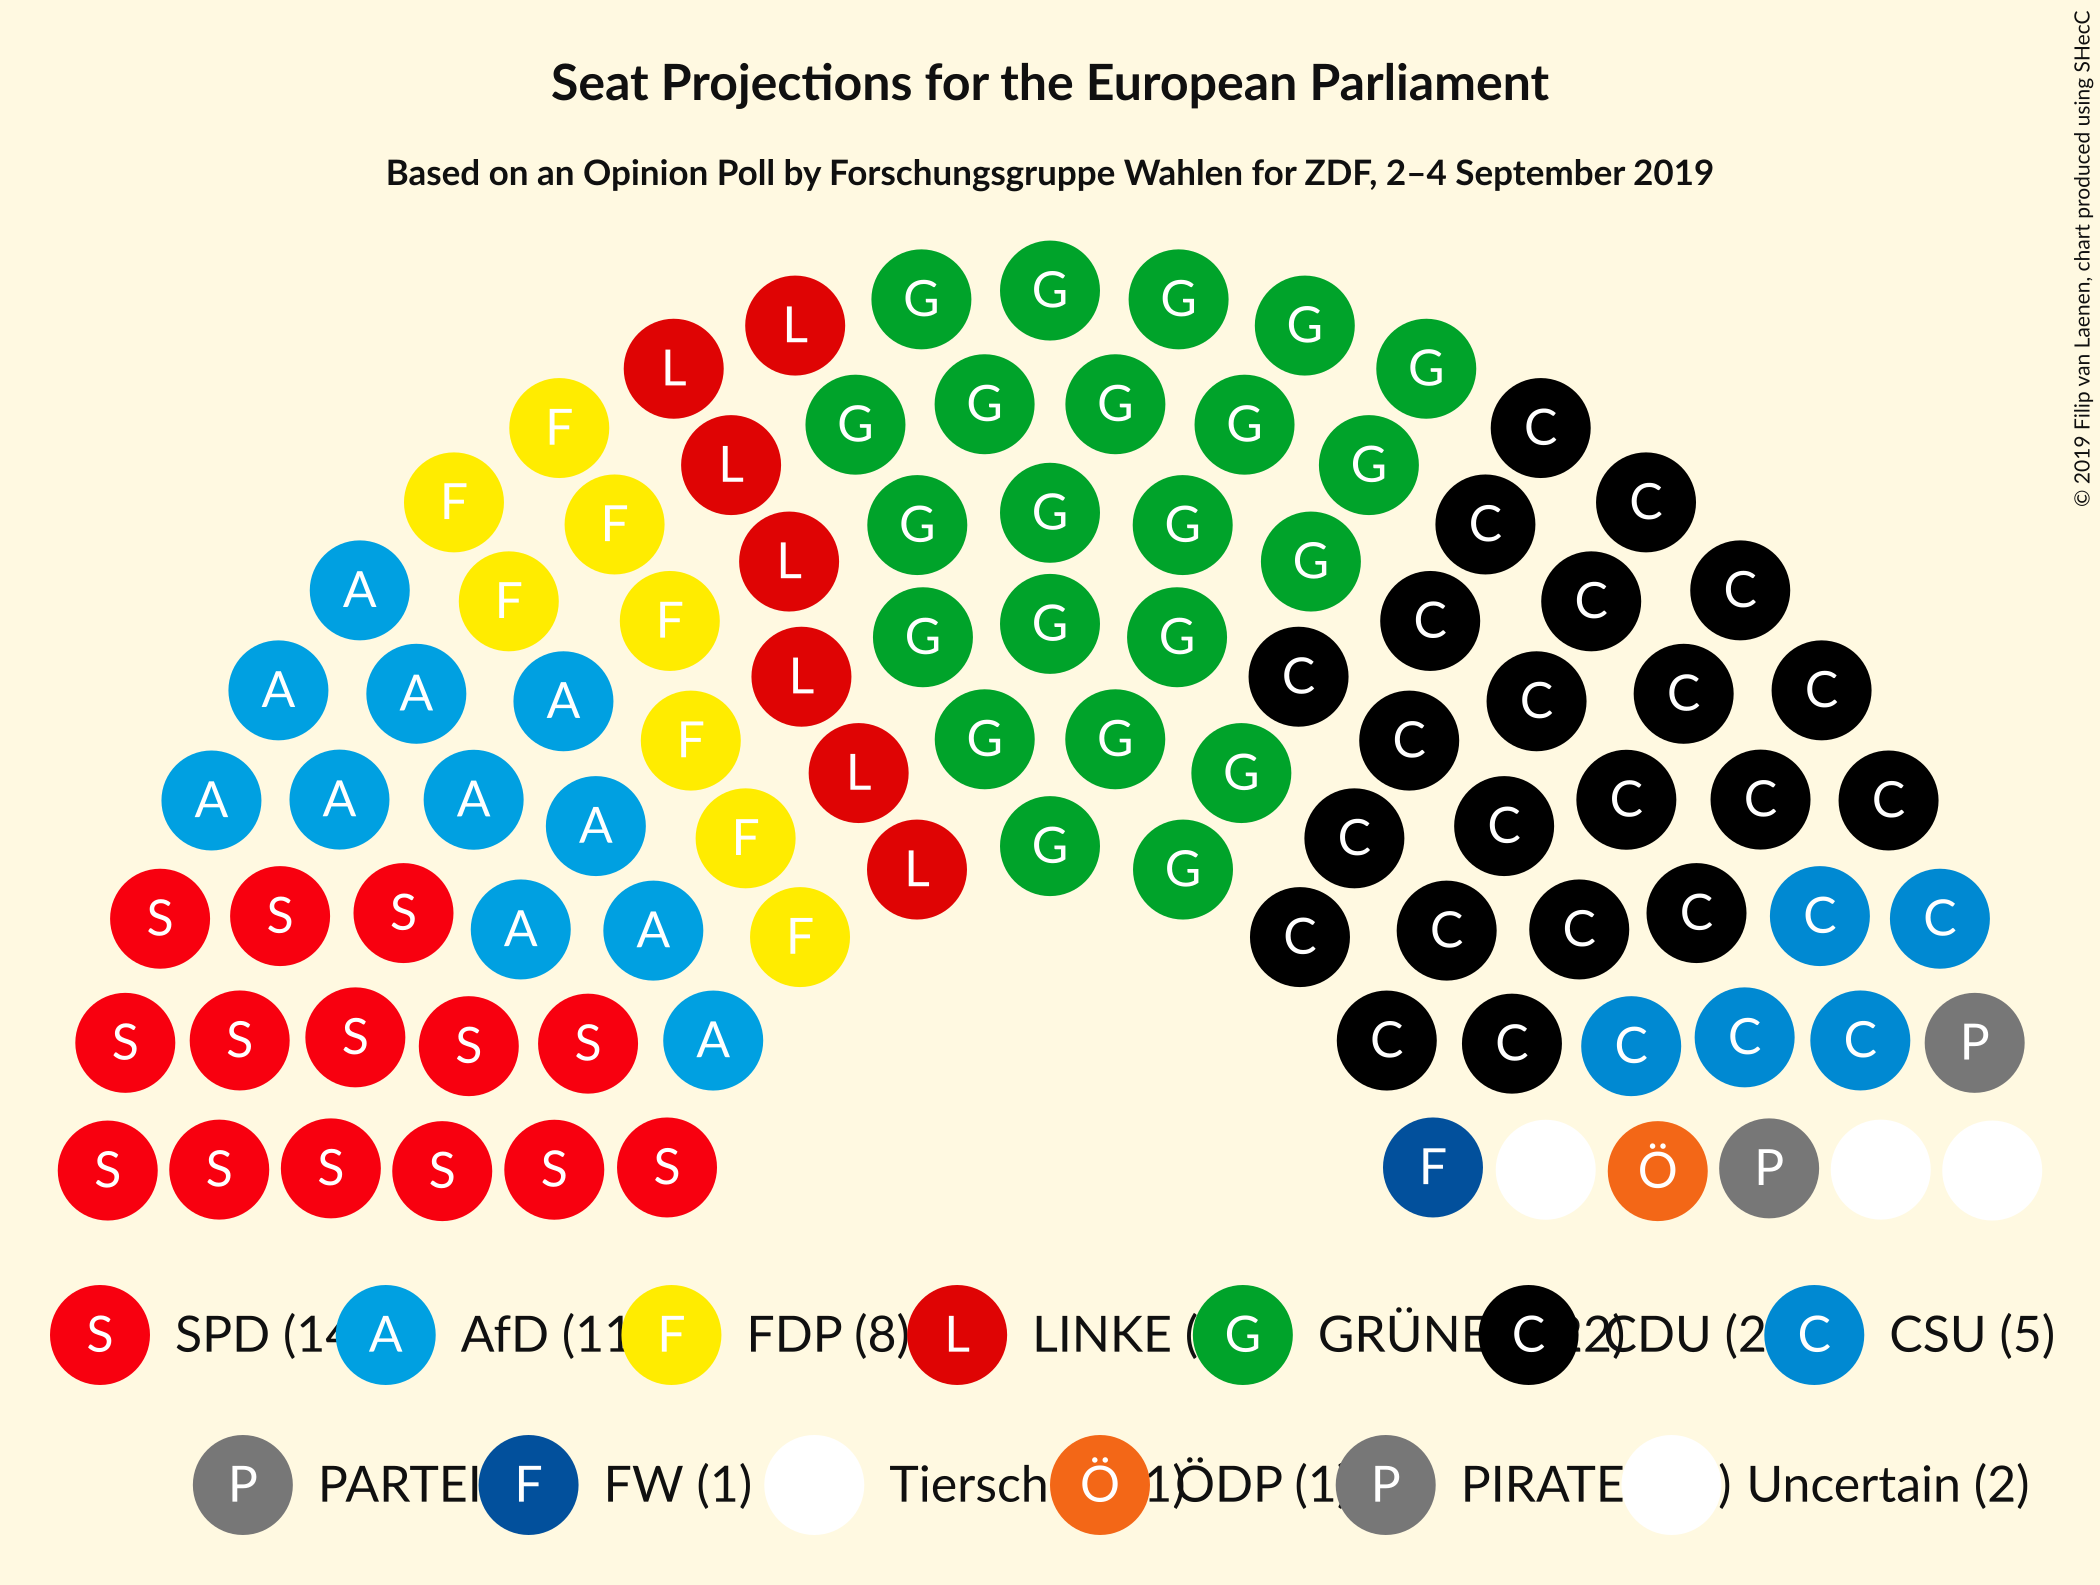 Seat Projections for the European Parliament
Based on an Opinion Poll by Forschungsgruppe Wahlen for ZDF, 2–4 September 2019
© 2019 Filip van Laenen, chart produced using SHecC
G G G G G
L L
G G G G G
L F F C C
G G G G
L F F C C
A F C C
G G G
L A A A F C C C C C
G G G
L A A A A F C C C C C
G G
L S S S A A F F C C C C C C
S S S S S A C C C C C P
S S S S S S F Ö P
S SPD (14 A AfD (11 F FDP (8) L LINKE ( G GRÜNE C 2) CDU (2 C CSU (5)
P PARTEI F FW (1) Tiersch Ö 1) ÖDP (1) P PIRATE ) Uncertain (2)